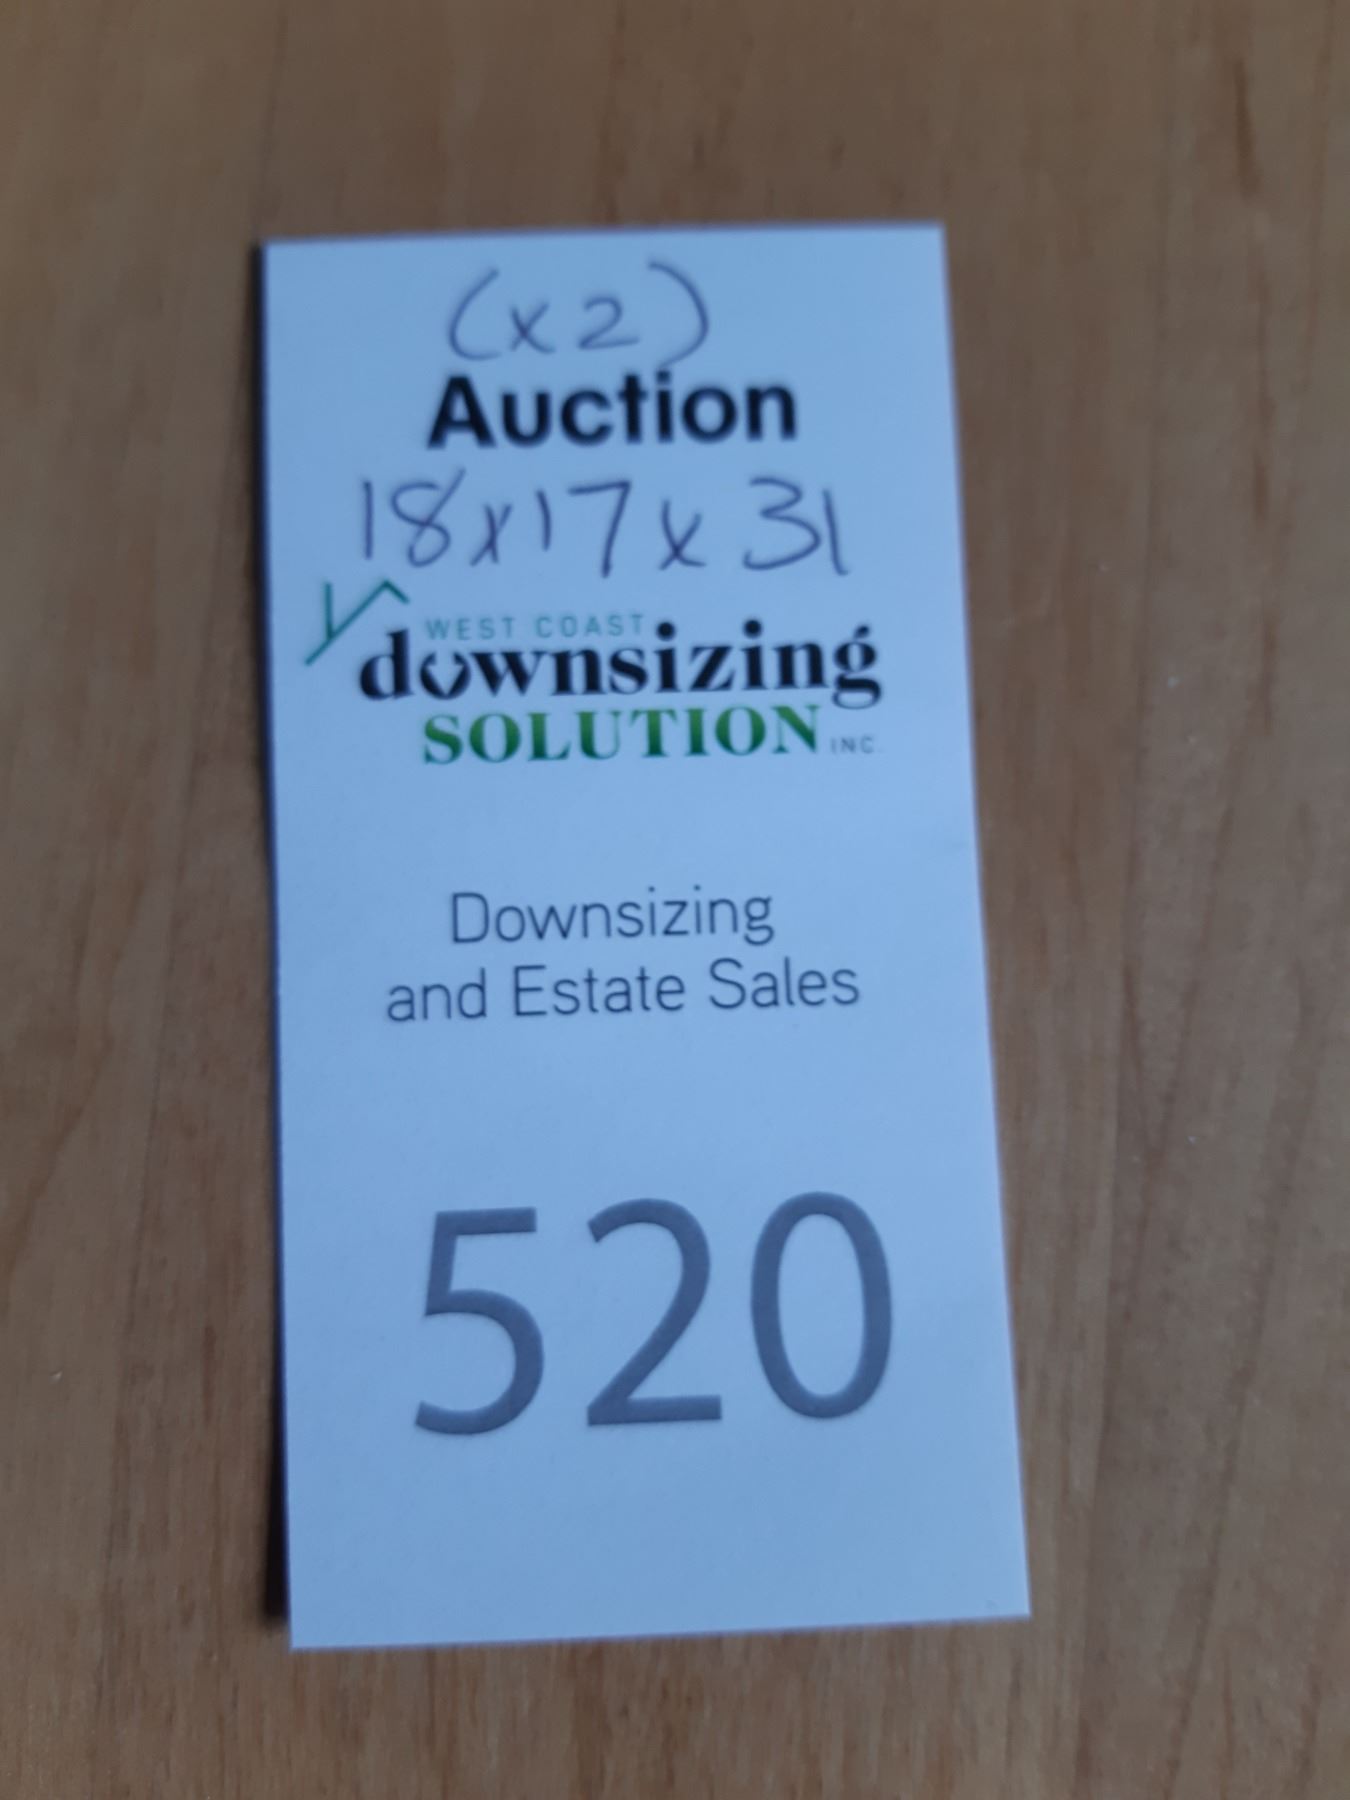 (x2)
Auction
18x17x31
WEST COAST
downsizing
SOLUTION INC.
Downsizing
and Estate Sales
520